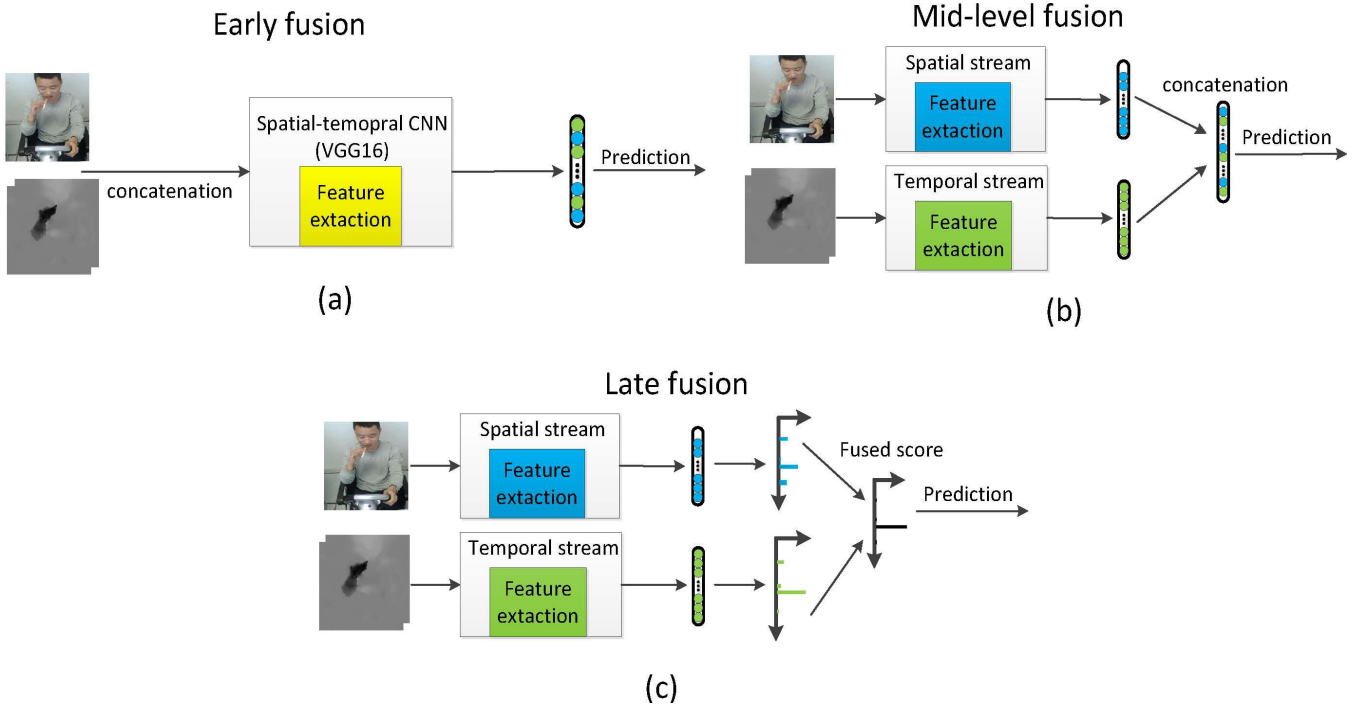 Early fusion
concatenation
Spatial-temopral CNN
(VGG16)
Feature
extaction
Prediction
(a)
Mid-level fusion
Spatial stream
Feature
extaction
Temporal stream
Feature
extaction
concatenation
Prediction
(b)
Late fusion
Spatial stream
Feature
extaction
Temporal stream
Feature
extaction
Fused score
Prediction
(c)